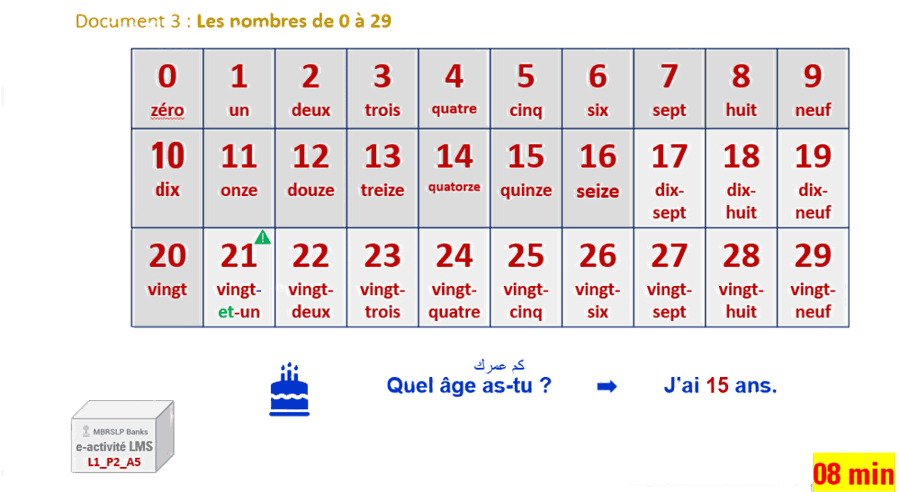 Document 3 : Les nombres de 0 à 29
0 1 2 3 4 5 6 7 8 9
zéro un deux trois quatre cinq six sept huit neuf
10 11 12 13 14 15 16 17 18 19
dix onze douze treize quatorze quinze seize dix- dix- dix-
sept huit neuf
20 21 22 23 24 25 26 27 28 29
vingt vingt- vingt- vingt- vingt- vingt- vingt- vingt- vingt- vingt-
et-un deux trois quatre cinq six sept huit neuf
كم عمرك
Quel âge as-tu ? J'ai 15 ans.
MBRSLP Banks
e-activité LMS
L1_P2_A5
08 min